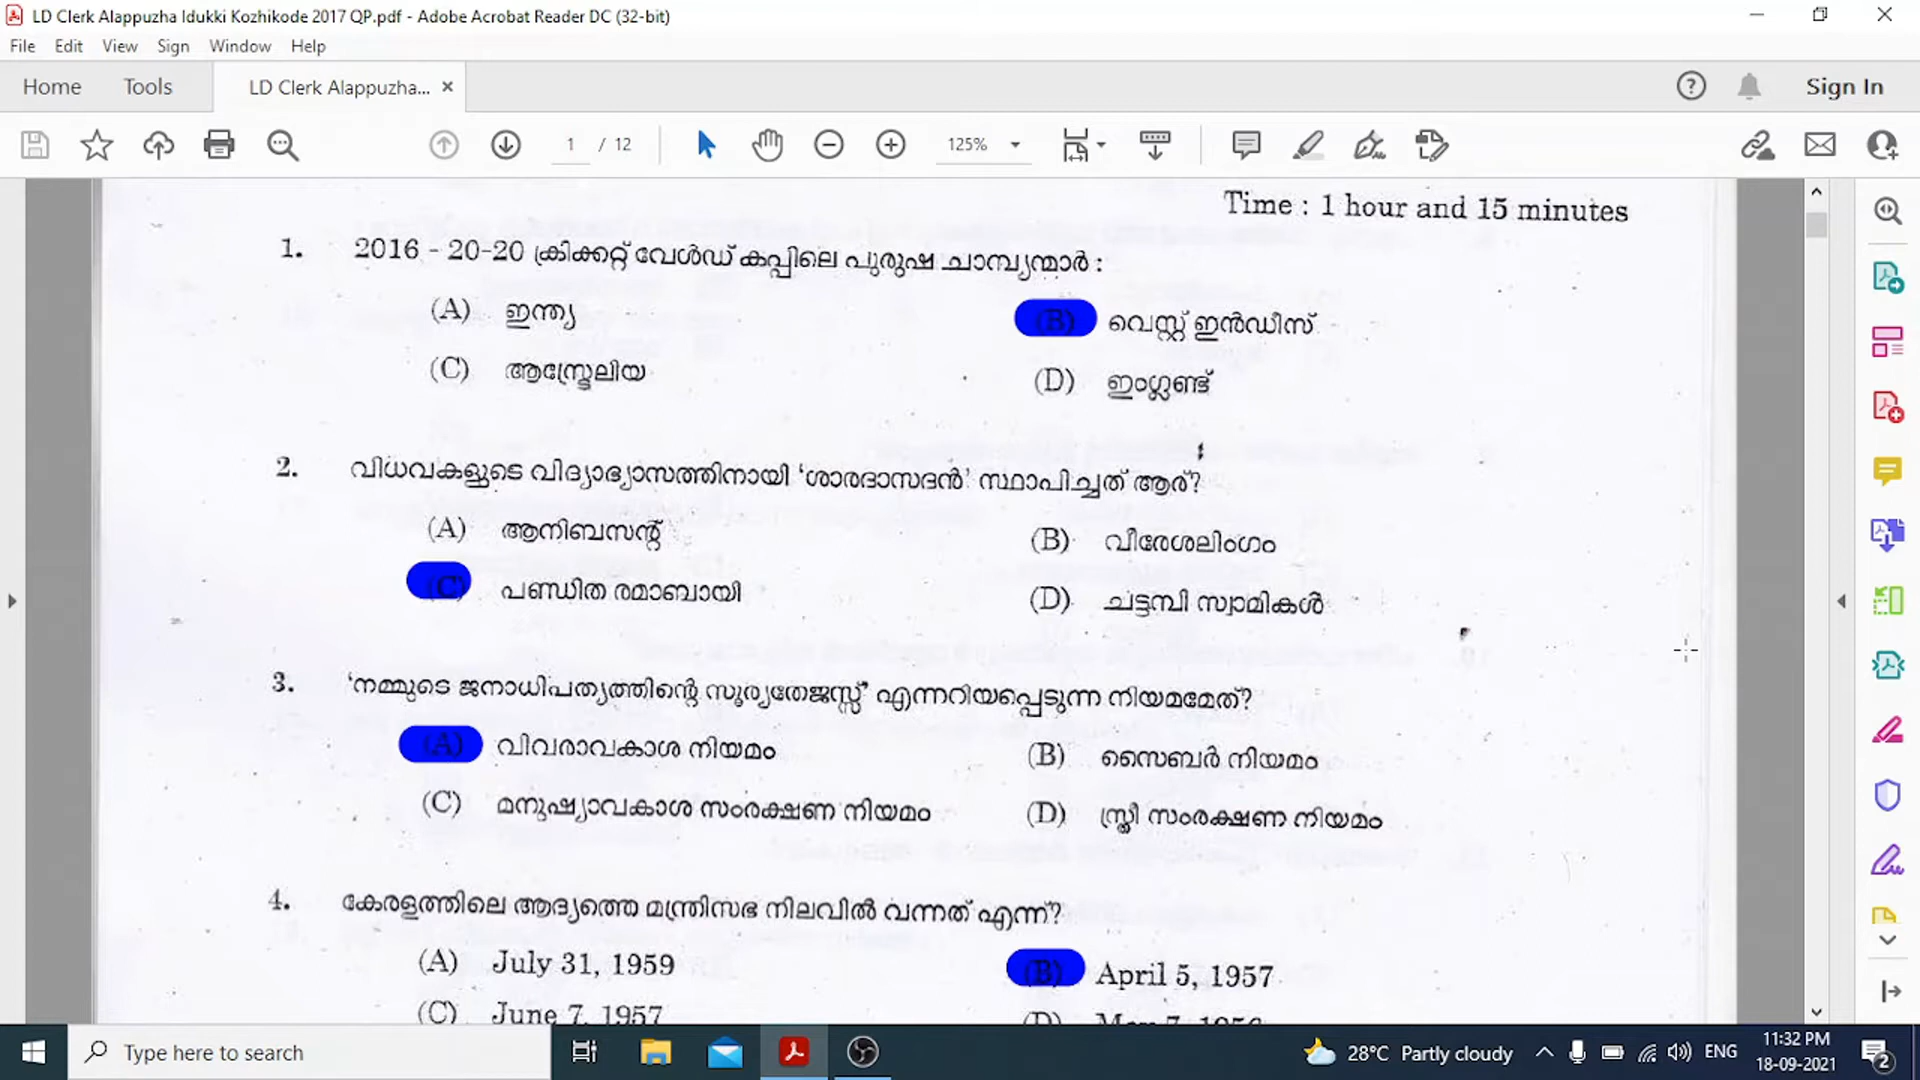 LD Clerk Alappuzha Idukki Kozhikode 2017 QP.pdf - Adobe Acrobat Reader DC (32-bit)
File Edit View Sign Window Help
Home Tools LD Clerk Alappuzha... × Sign In
1 / 12 125%
Time : 1 hour and 15 minutes
1. 2016 - 20-20 ക്രിക്കറ്റ് വേൾഡ് കപ്പിലെ പുരുഷ ചാമ്പ്യന്മാർ :
(A) ഇന്ത്യ (B) വെസ്റ്റ് ഇൻഡീസ്
(C) ആസ്ത്രേലിയ (D) ഇംഗ്ലണ്ട്
2. വിധവകളുടെ വിദ്യാഭ്യാസത്തിനായി ‘ശാരദാസദൻ’ സ്ഥാപിച്ചത് ആര്?
(A) ആനിബസന്റ് (B) വീരേശലിംഗം
(C) പണ്ഡിത രമാബായി (D) ചട്ടമ്പി സ്വാമികൾ
3. ‘നമ്മുടെ ജനാധിപത്യത്തിന്റെ സൂര്യതേജസ്സ്’ എന്നറിയപ്പെടുന്ന നിയമമേത്?
(A) വിവരാവകാശ നിയമം (B) സൈബർ നിയമം
(C) മനുഷ്യാവകാശ സംരക്ഷണ നിയമം (D) സ്ത്രീ സംരക്ഷണ നിയമം
4. കേരളത്തിലെ ആദ്യത്തെ മന്ത്രിസഭ നിലവിൽ വന്നത് എന്ന്?
(A) July 31, 1959 (B) April 5, 1957
(C) June 7, 1957 (D) May 7, 1956
Type here to search 28°C Partly cloudy ENG 11:32 PM
18-09-2021 2